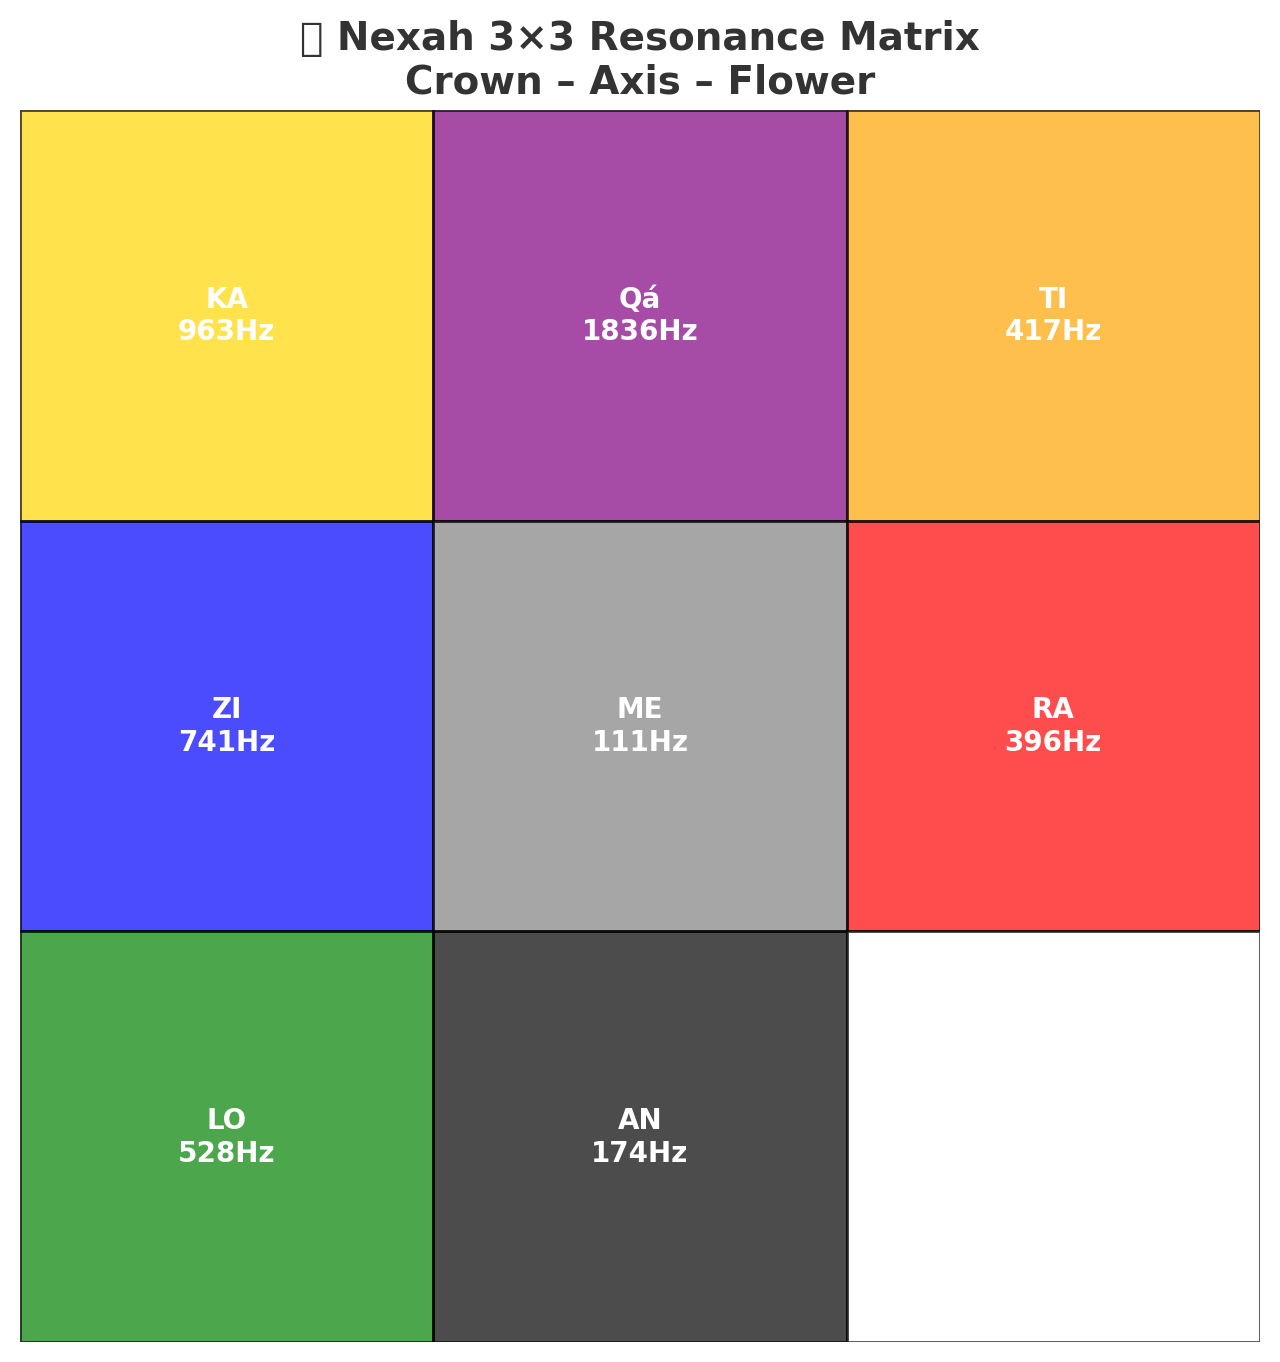 Nexah 3×3 Resonance Matrix
Crown – Axis – Flower
KA
963Hz
Qá
1836Hz
TI
417Hz
ZI
741Hz
ME
111Hz
RA
396Hz
LO
528Hz
AN
174Hz